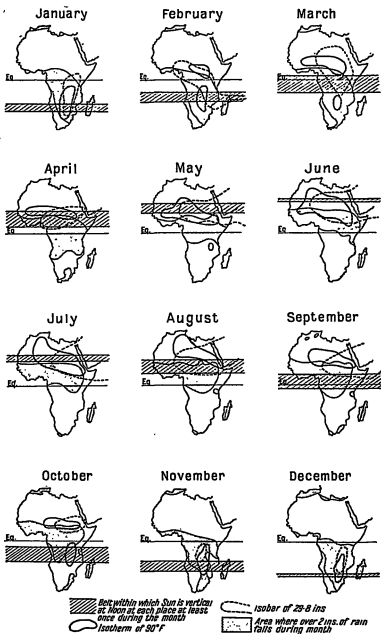 January
February
March
Eq.
Eq.
Eq.
April
May
June
Eq.
Eq.
Eq.
July
August
September
Eq.
Eq.
Eq.
October
November
December
Eq.
Eq.
Eq.
Belt within which Sun is vertical
at Noon at each place at least
once during the month
Isotherm of 90°F
Isobar of 29·8 ins
Area where over 2 ins. of rain
falls during month